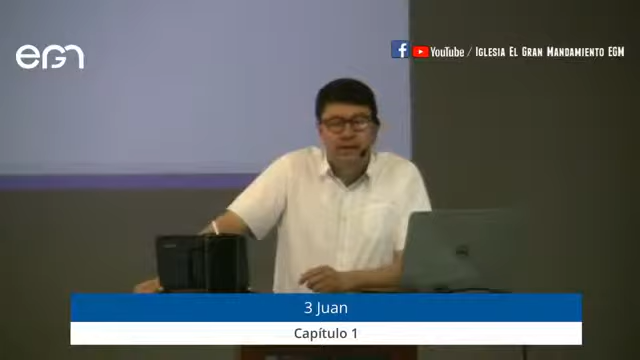 EGM
YouTube / Iglesia El Gran Mandamiento EGM
3 Juan
Capítulo 1